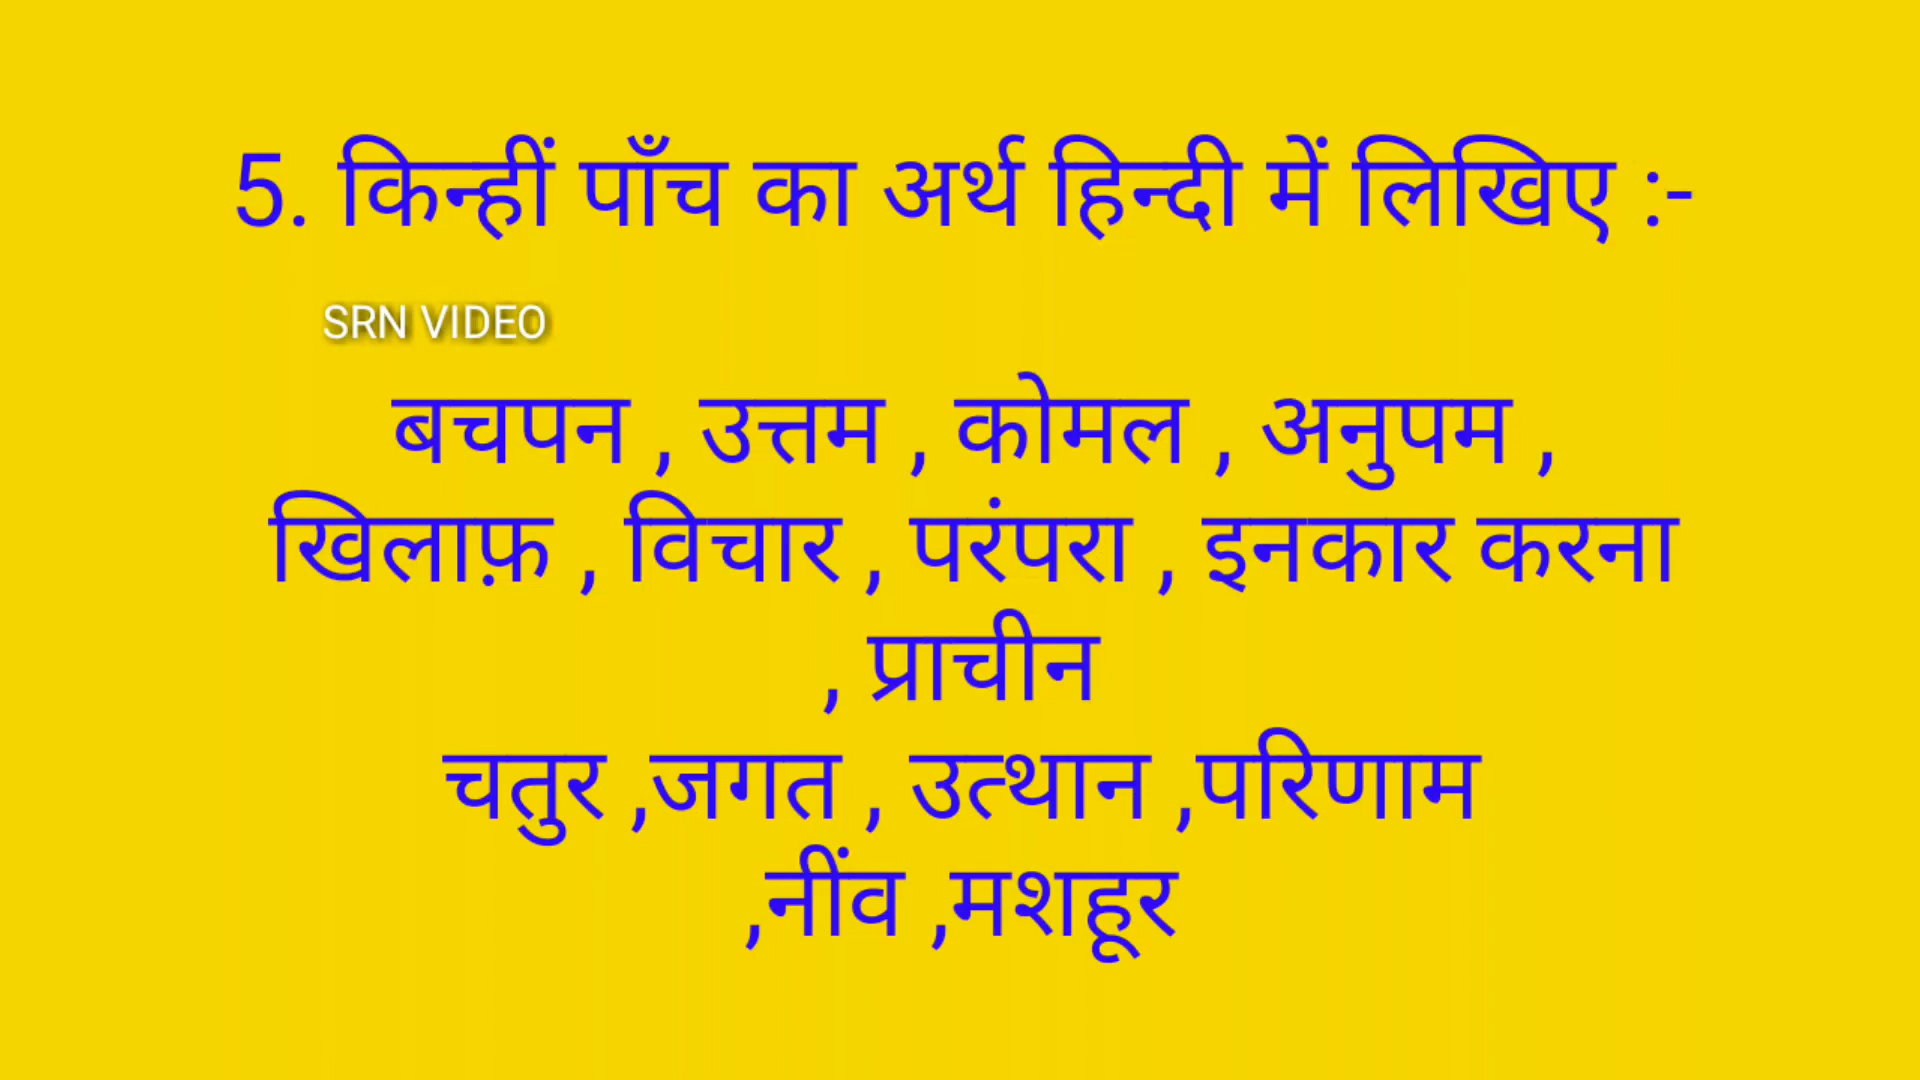 5. किन्हीं पाँच का अर्थ हिन्दी में लिखिए :-
SRN VIDEO
बचपन , उत्तम , कोमल , अनुपम ,
खिलाफ़ , विचार , परंपरा , इनकार करना
, प्राचीन
चतुर ,जगत , उत्थान ,परिणाम
,नींव ,मशहूर